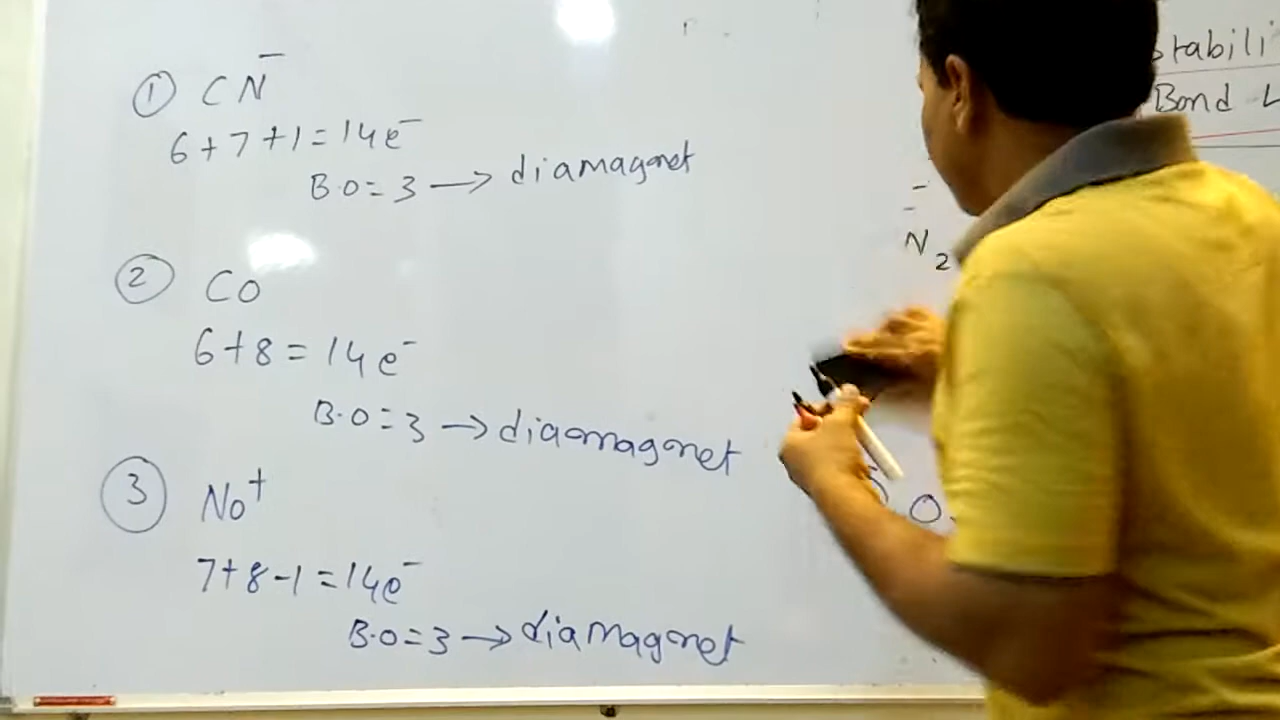 ① CN⁻
6+7+1=14e⁻
B.O=3 → diamagnet
② CO
6+8=14e⁻
B.O=3 → diamagnet
③ NO⁺
7+8-1=14e⁻
B.O=3 → diamagnet
N₂
O
Bond L